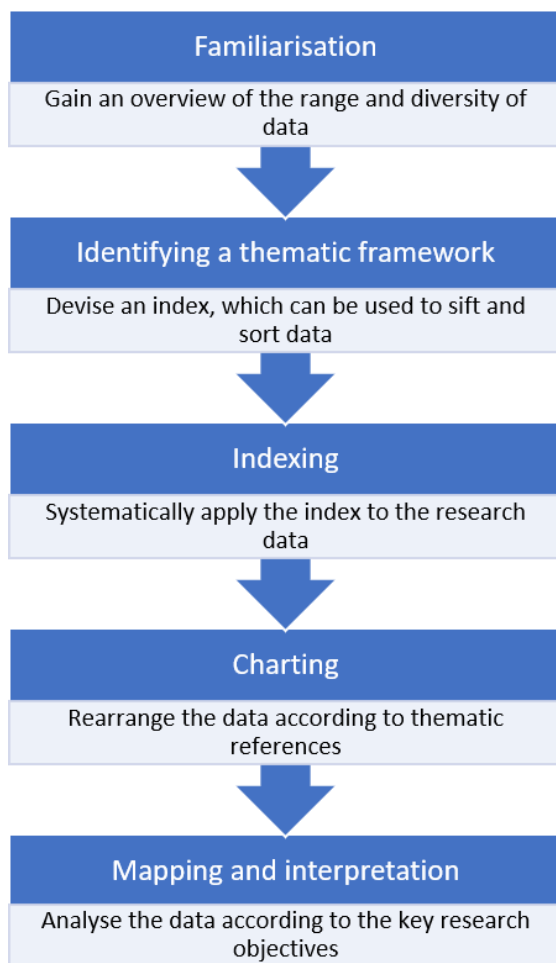 Familiarisation
Gain an overview of the range and diversity of
data
Identifying a thematic framework
Devise an index, which can be used to sift and
sort data
Indexing
Systematically apply the index to the research
data
Charting
Rearrange the data according to thematic
references
Mapping and interpretation
Analyse the data according to the key research
objectives